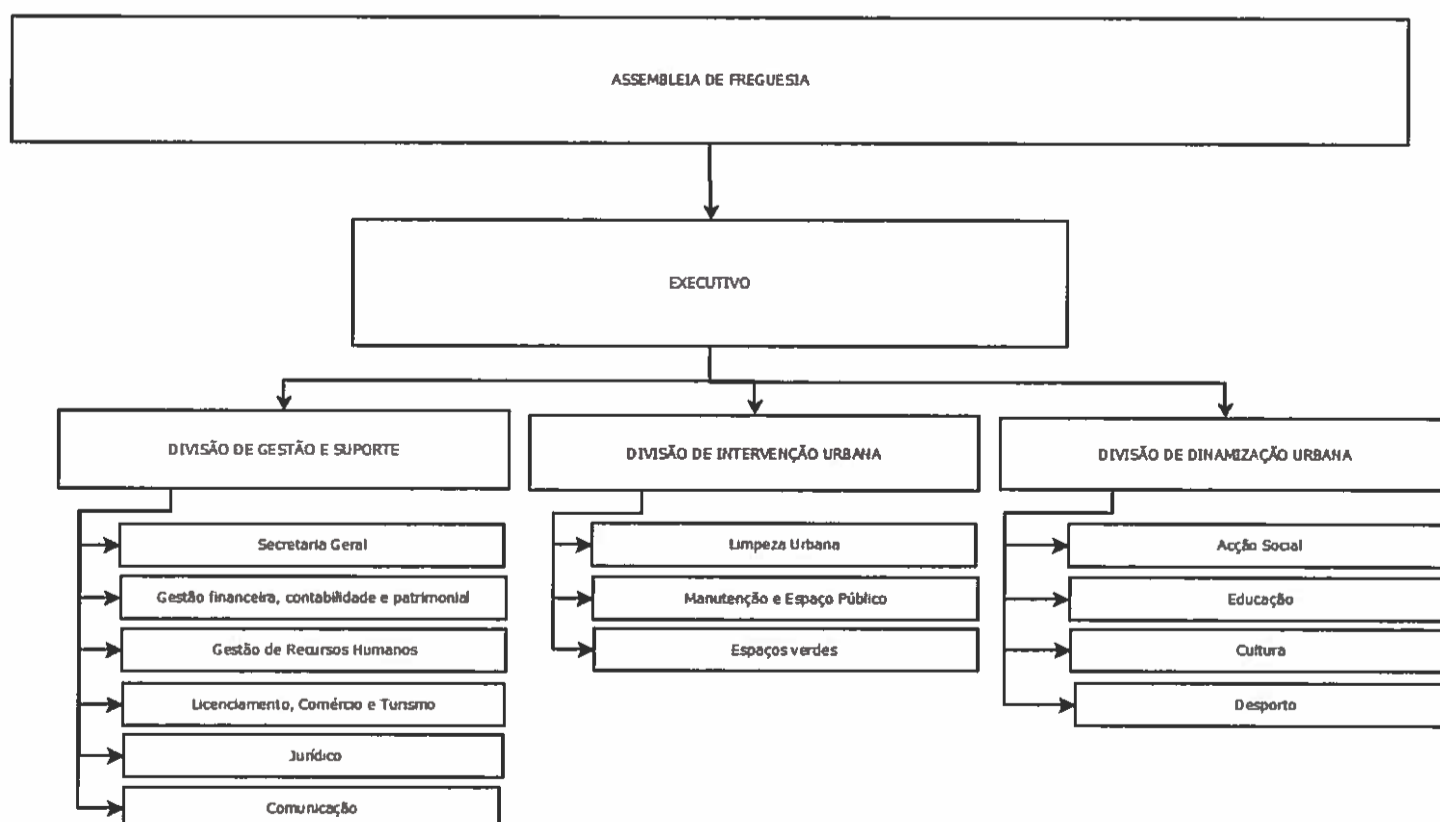 ASSEMBLEIA DE FREGUESIA
EXECUTIVO
DIVISÃO DE GESTÃO E SUPORTE
Secretaria Geral
Gestão financeira, contabilidade e patrimonial
Gestão de Recursos Humanos
Licenciamento, Comércio e Turismo
Jurídico
Comunicação
DIVISÃO DE INTERVENÇÃO URBANA
Limpeza Urbana
Manutenção e Espaço Público
Espaços verdes
DIVISÃO DE DINAMIZAÇÃO URBANA
Acção Social
Educação
Cultura
Desporto